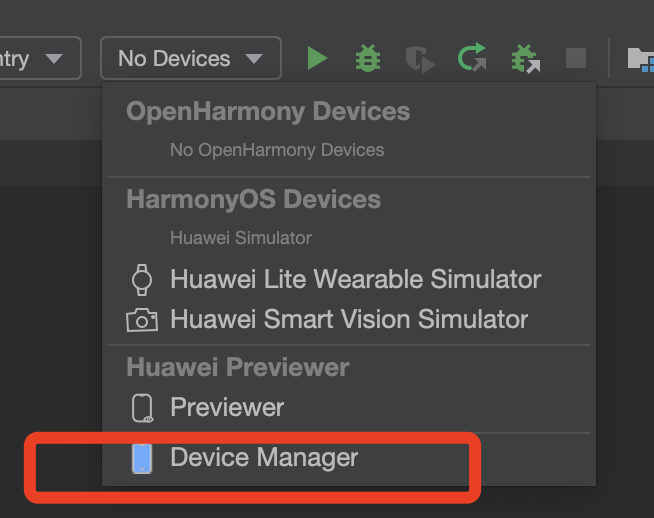 ntry
No Devices
OpenHarmony Devices
No OpenHarmony Devices
HarmonyOS Devices
Huawei Simulator
Huawei Lite Wearable Simulator
Huawei Smart Vision Simulator
Huawei Previewer
Previewer
Device Manager